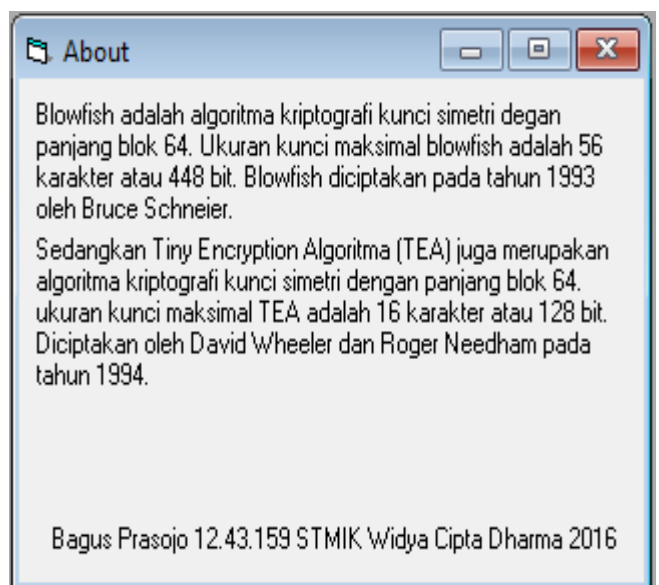 About
Blowfish adalah algoritma kriptografi kunci simetri degan
panjang blok 64. Ukuran kunci maksimal blowfish adalah 56
karakter atau 448 bit. Blowfish diciptakan pada tahun 1993
oleh Bruce Schneier.
Sedangkan Tiny Encryption Algoritma (TEA) juga merupakan
algoritma kriptografi kunci simetri dengan panjang blok 64.
ukuran kunci maksimal TEA adalah 16 karakter atau 128 bit.
Diciptakan oleh David Wheeler dan Roger Needham pada
tahun 1994.
Bagus Prasojo 12.43.159 STMIK Widya Cipta Dharma 2016